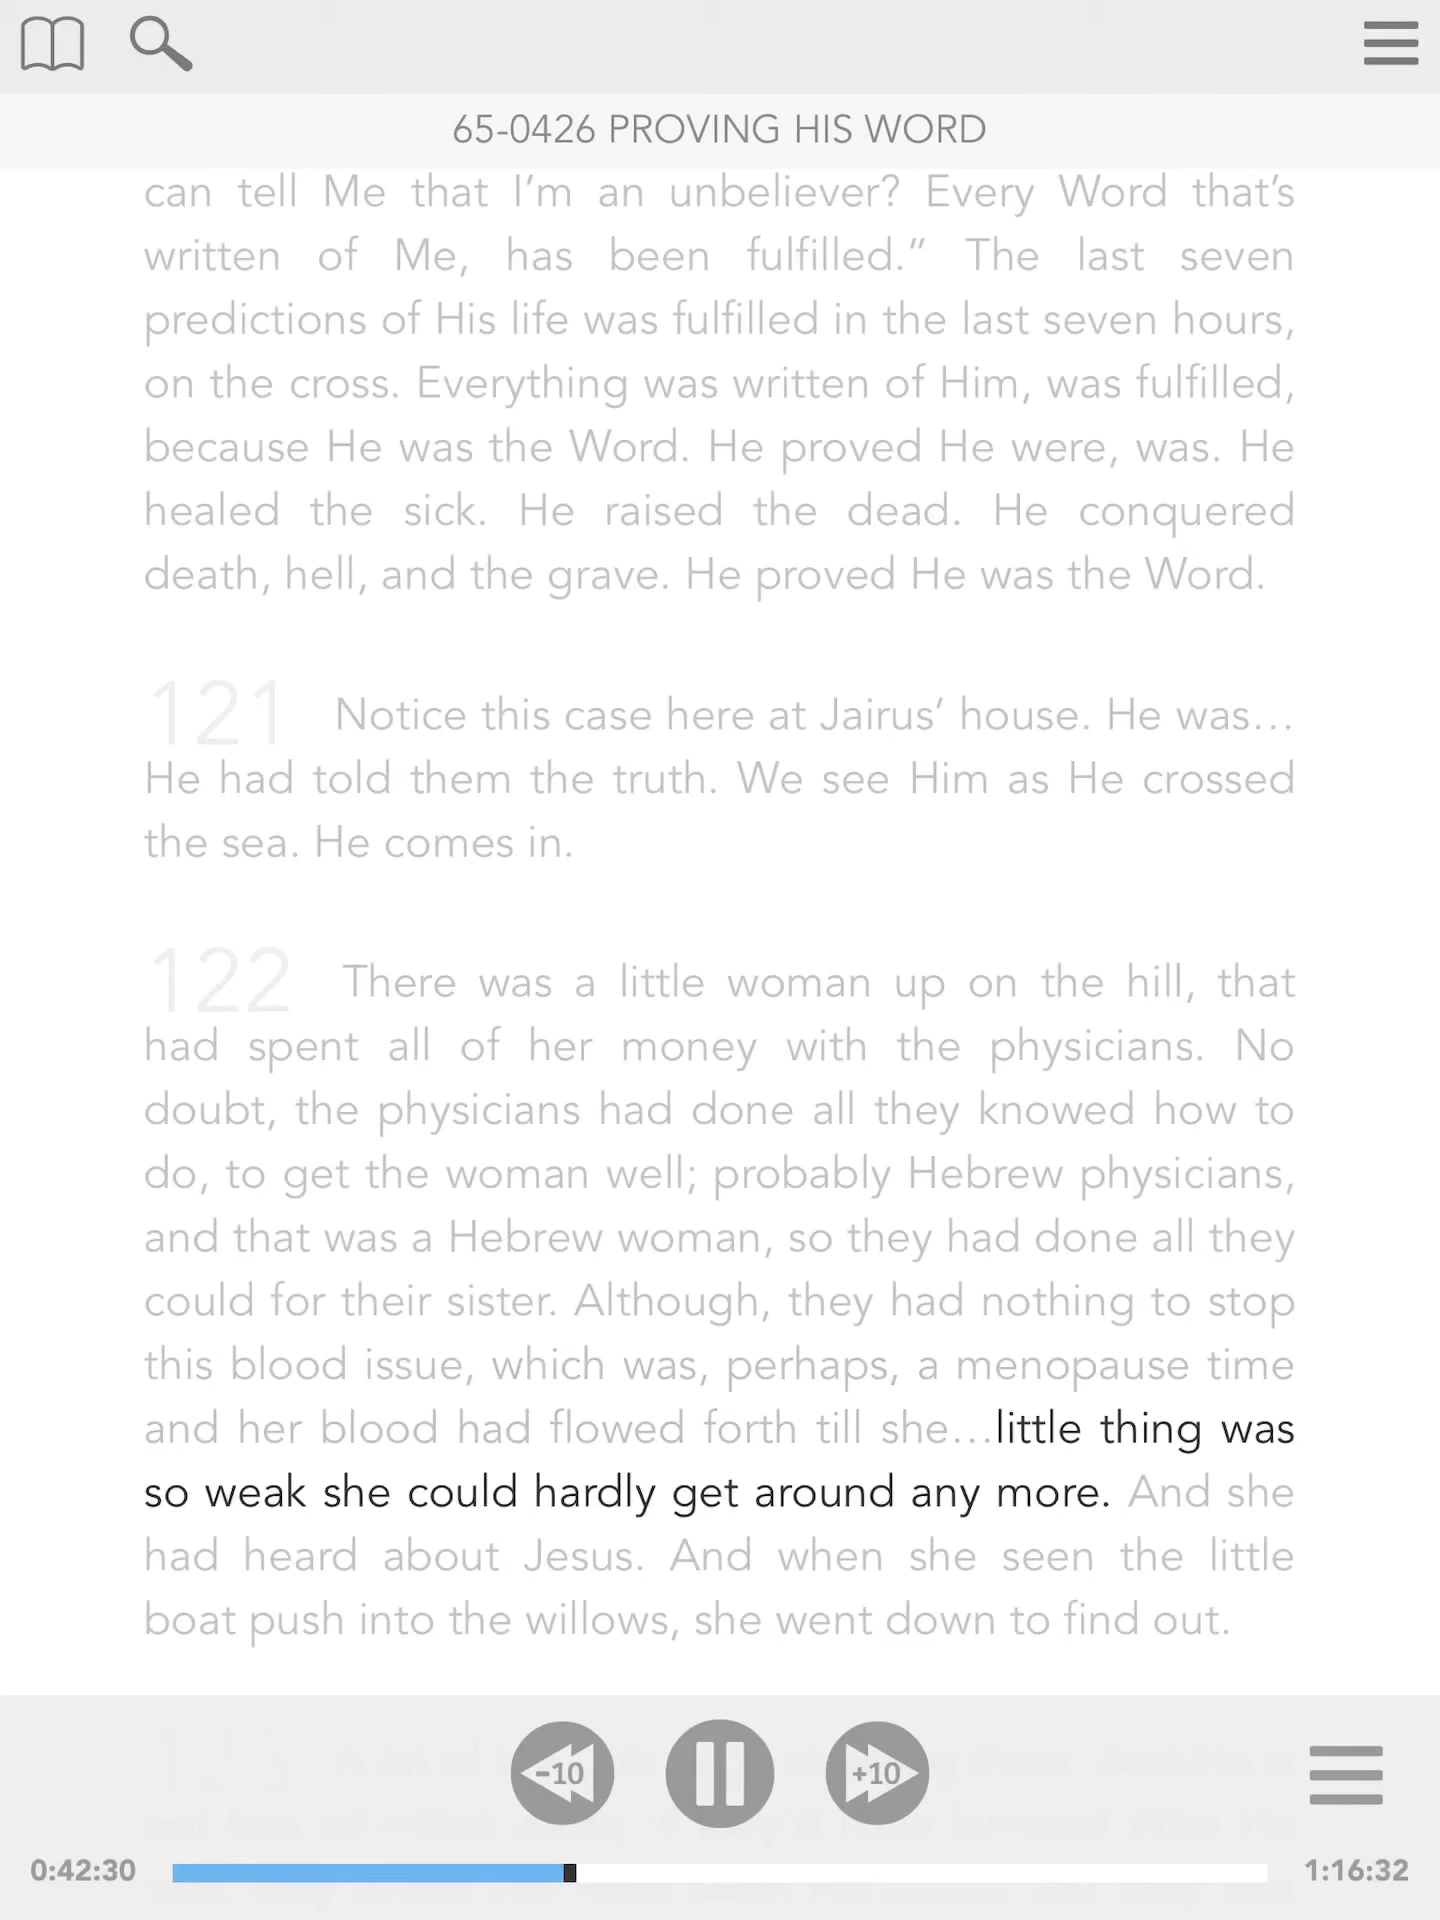 65-0426 PROVING HIS WORD
can tell Me that I’m an unbeliever? Every Word that’s
written of Me, has been fulfilled.” The last seven
predictions of His life was fulfilled in the last seven hours,
on the cross. Everything was written of Him, was fulfilled,
because He was the Word. He proved He were, was. He
healed the sick. He raised the dead. He conquered
death, hell, and the grave. He proved He was the Word.
121 Notice this case here at Jairus’ house. He was…
He had told them the truth. We see Him as He crossed
the sea. He comes in.
122 There was a little woman up on the hill, that
had spent all of her money with the physicians. No
doubt, the physicians had done all they knowed how to
do, to get the woman well; probably Hebrew physicians,
and that was a Hebrew woman, so they had done all they
could for their sister. Although, they had nothing to stop
this blood issue, which was, perhaps, a menopause time
and her blood had flowed forth till she…little thing was
so weak she could hardly get around any more. And she
had heard about Jesus. And when she seen the little
boat push into the willows, she went down to find out.
-10 +10
0:42:30 1:16:32